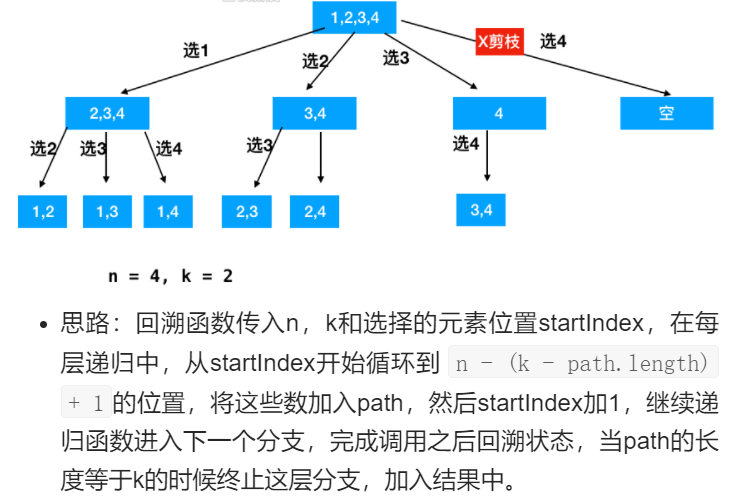 1,2,3,4
选1
选2
选3
X剪枝
选4
2,3,4
3,4
4
空
选2
选3
选4
选3
选4
1,2
1,3
1,4
2,3
2,4
3,4
n = 4, k = 2
• 思路：回溯函数传入n，k和选择的元素位置startIndex，在每
层递归中，从startIndex开始循环到 n - (k - path.length)
+ 1 的位置，将这些数加入path，然后startIndex加1，继续递
归函数进入下一个分支，完成调用之后回溯状态，当path的长
度等于k的时候终止这层分支，加入结果中。